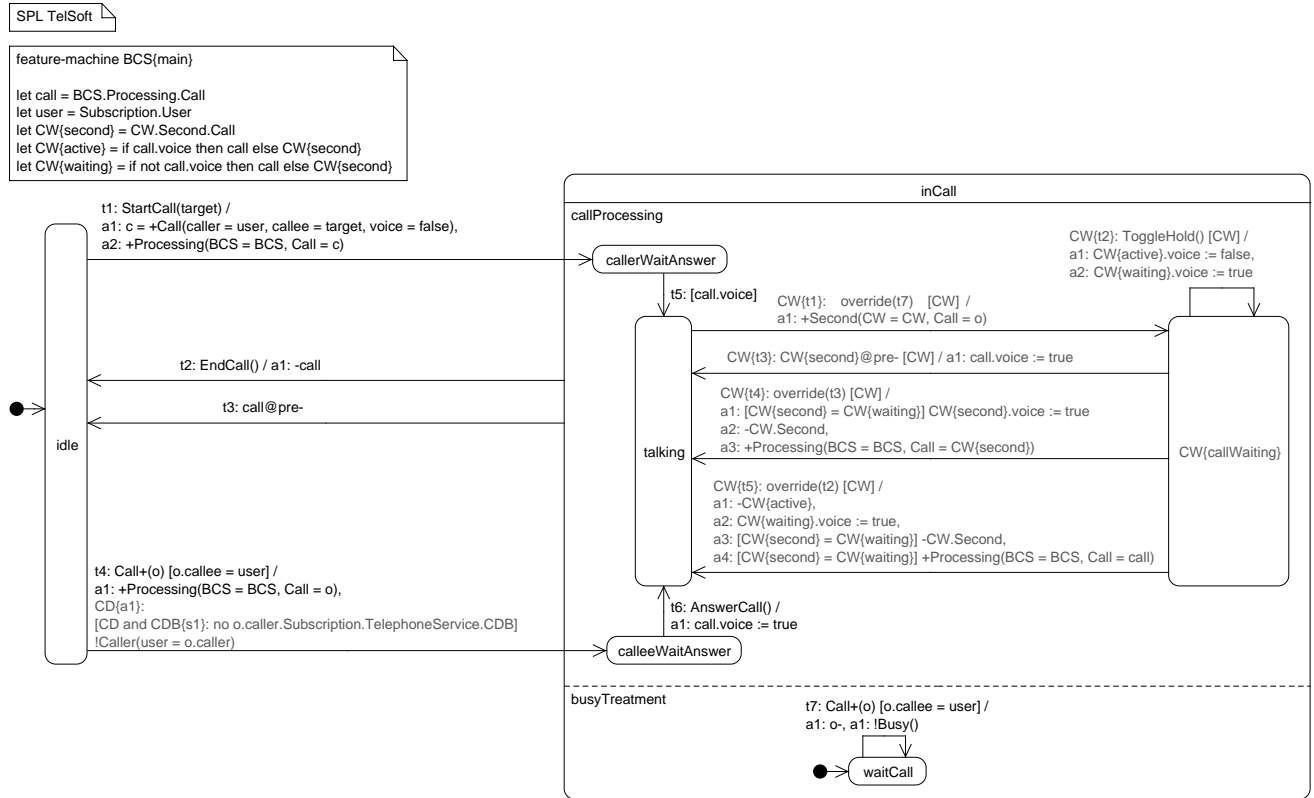 SPL TelSoft
feature-machine BCS{main}
let call = BCS.Processing.Call
let user = Subscription.User
let CW{second} = CW.Second.Call
let CW{active} = if call.voice then call else CW{second}
let CW{waiting} = if not call.voice then call else CW{second}
inCall
t1: StartCall(target) /
a1: c = +Call(caller = user, callee = target, voice = false),
a2: +Processing(BCS = BCS, Call = c)
callProcessing
callerWaitAnswer
CW{t2}: ToggleHold() [CW] /
a1: CW{active}.voice := false,
a2: CW{waiting}.voice := true
t5: [call.voice]
CW{t1}: override(t7) [CW] /
a1: +Second(CW = CW, Call = o)
t2: EndCall() / a1: -call
CW{t3}: CW{second}@pre- [CW] / a1: call.voice := true
t3: call@pre-
CW{t4}: override(t3) [CW] /
a1: [CW{second} = CW{waiting}] CW{second}.voice := true
a2: -CW.Second,
a3: +Processing(BCS = BCS, Call = CW{second})
idle
talking
CW{callWaiting}
CW{t5}: override(t2) [CW] /
a1: -CW{active},
a2: CW{waiting}.voice := true,
a3: [CW{second} = CW{waiting}] -CW.Second,
a4: [CW{second} = CW{waiting}] +Processing(BCS = BCS, Call = call)
t4: Call+(o) [o.callee = user] /
a1: +Processing(BCS = BCS, Call = o),
CD{a1}:
[CD and CDB{s1}: no o.caller.Subscription.TelephoneService.CDB]
!Caller(user = o.caller)
t6: AnswerCall() /
a1: call.voice := true
calleeWaitAnswer
busyTreatment
t7: Call+(o) [o.callee = user] /
a1: o-, a1: !Busy()
waitCall